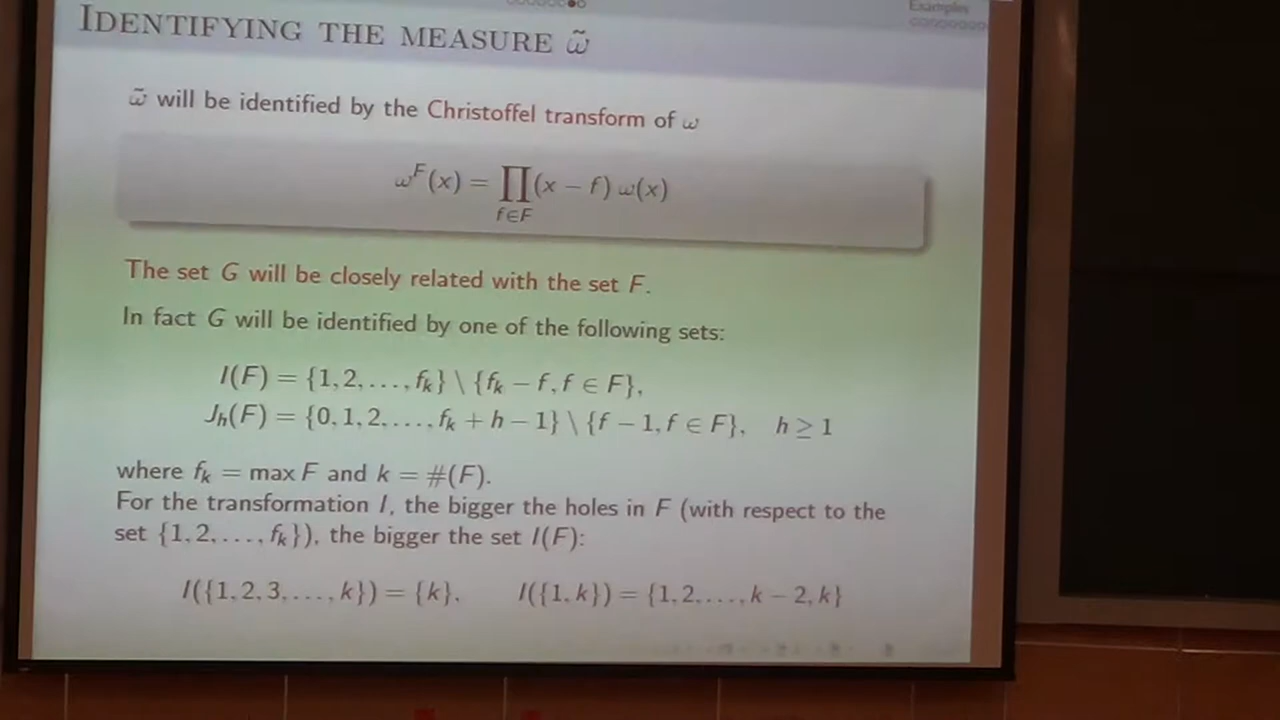 Examples
IDENTIFYING THE MEASURE ω̃
ω̃ will be identified by the Christoffel transform of ω
ω^F(x) = ∏_{f∈F} (x − f) ω(x)
The set G will be closely related with the set F.
In fact G will be identified by one of the following sets:
I(F) = {1, 2, …, f_k} \ {f_k − f, f ∈ F},
J_h(F) = {0, 1, 2, …, f_k + h − 1} \ {f − 1, f ∈ F}, h ≥ 1
where f_k = max F and k = #(F).
For the transformation I, the bigger the holes in F (with respect to the
set {1, 2, …, f_k}), the bigger the set I(F):
I({1, 2, 3, …, k}) = {k}, I({1, k}) = {1, 2, …, k − 2, k}